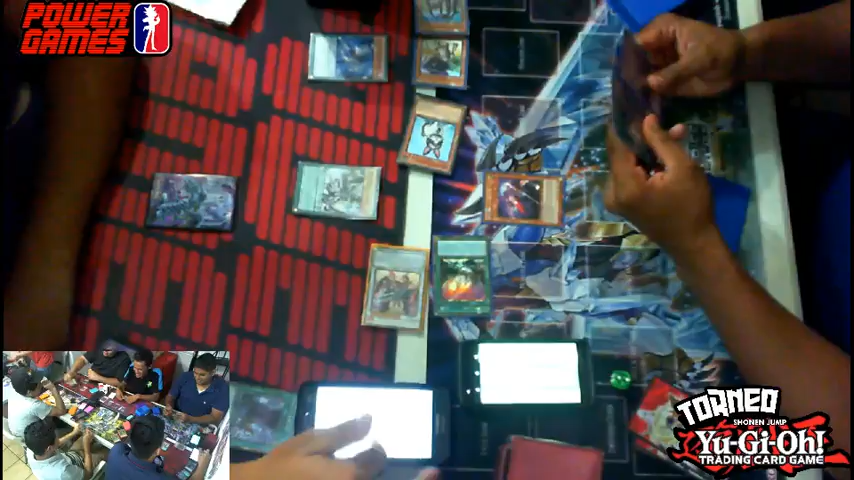 POWER
GAMES
TORNEO
SHONEN JUMP
Yu-Gi-Oh!
TRADING CARD GAME